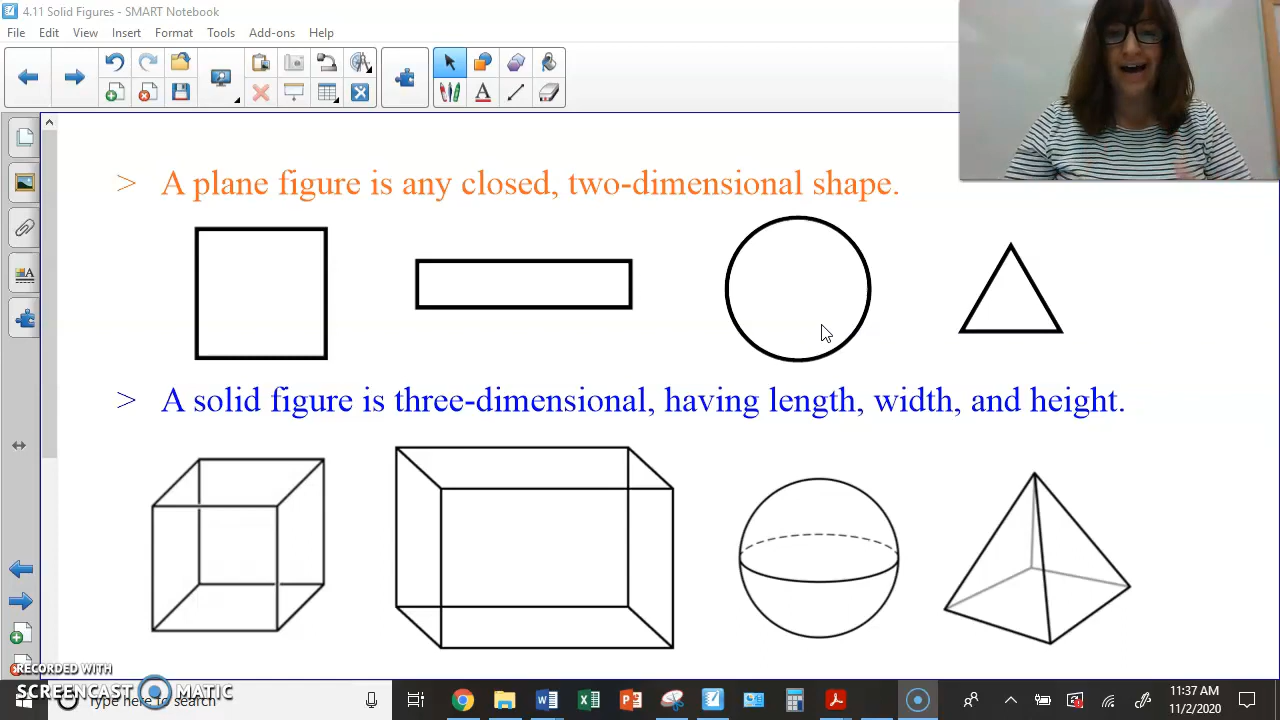 4.11 Solid Figures - SMART Notebook
File Edit View Insert Format Tools Add-ons Help
> A plane figure is any closed, two-dimensional shape.
> A solid figure is three-dimensional, having length, width, and height.
RECORDED WITH
SCREENCAST MATIC
Type here to search
11:37 AM
11/2/2020